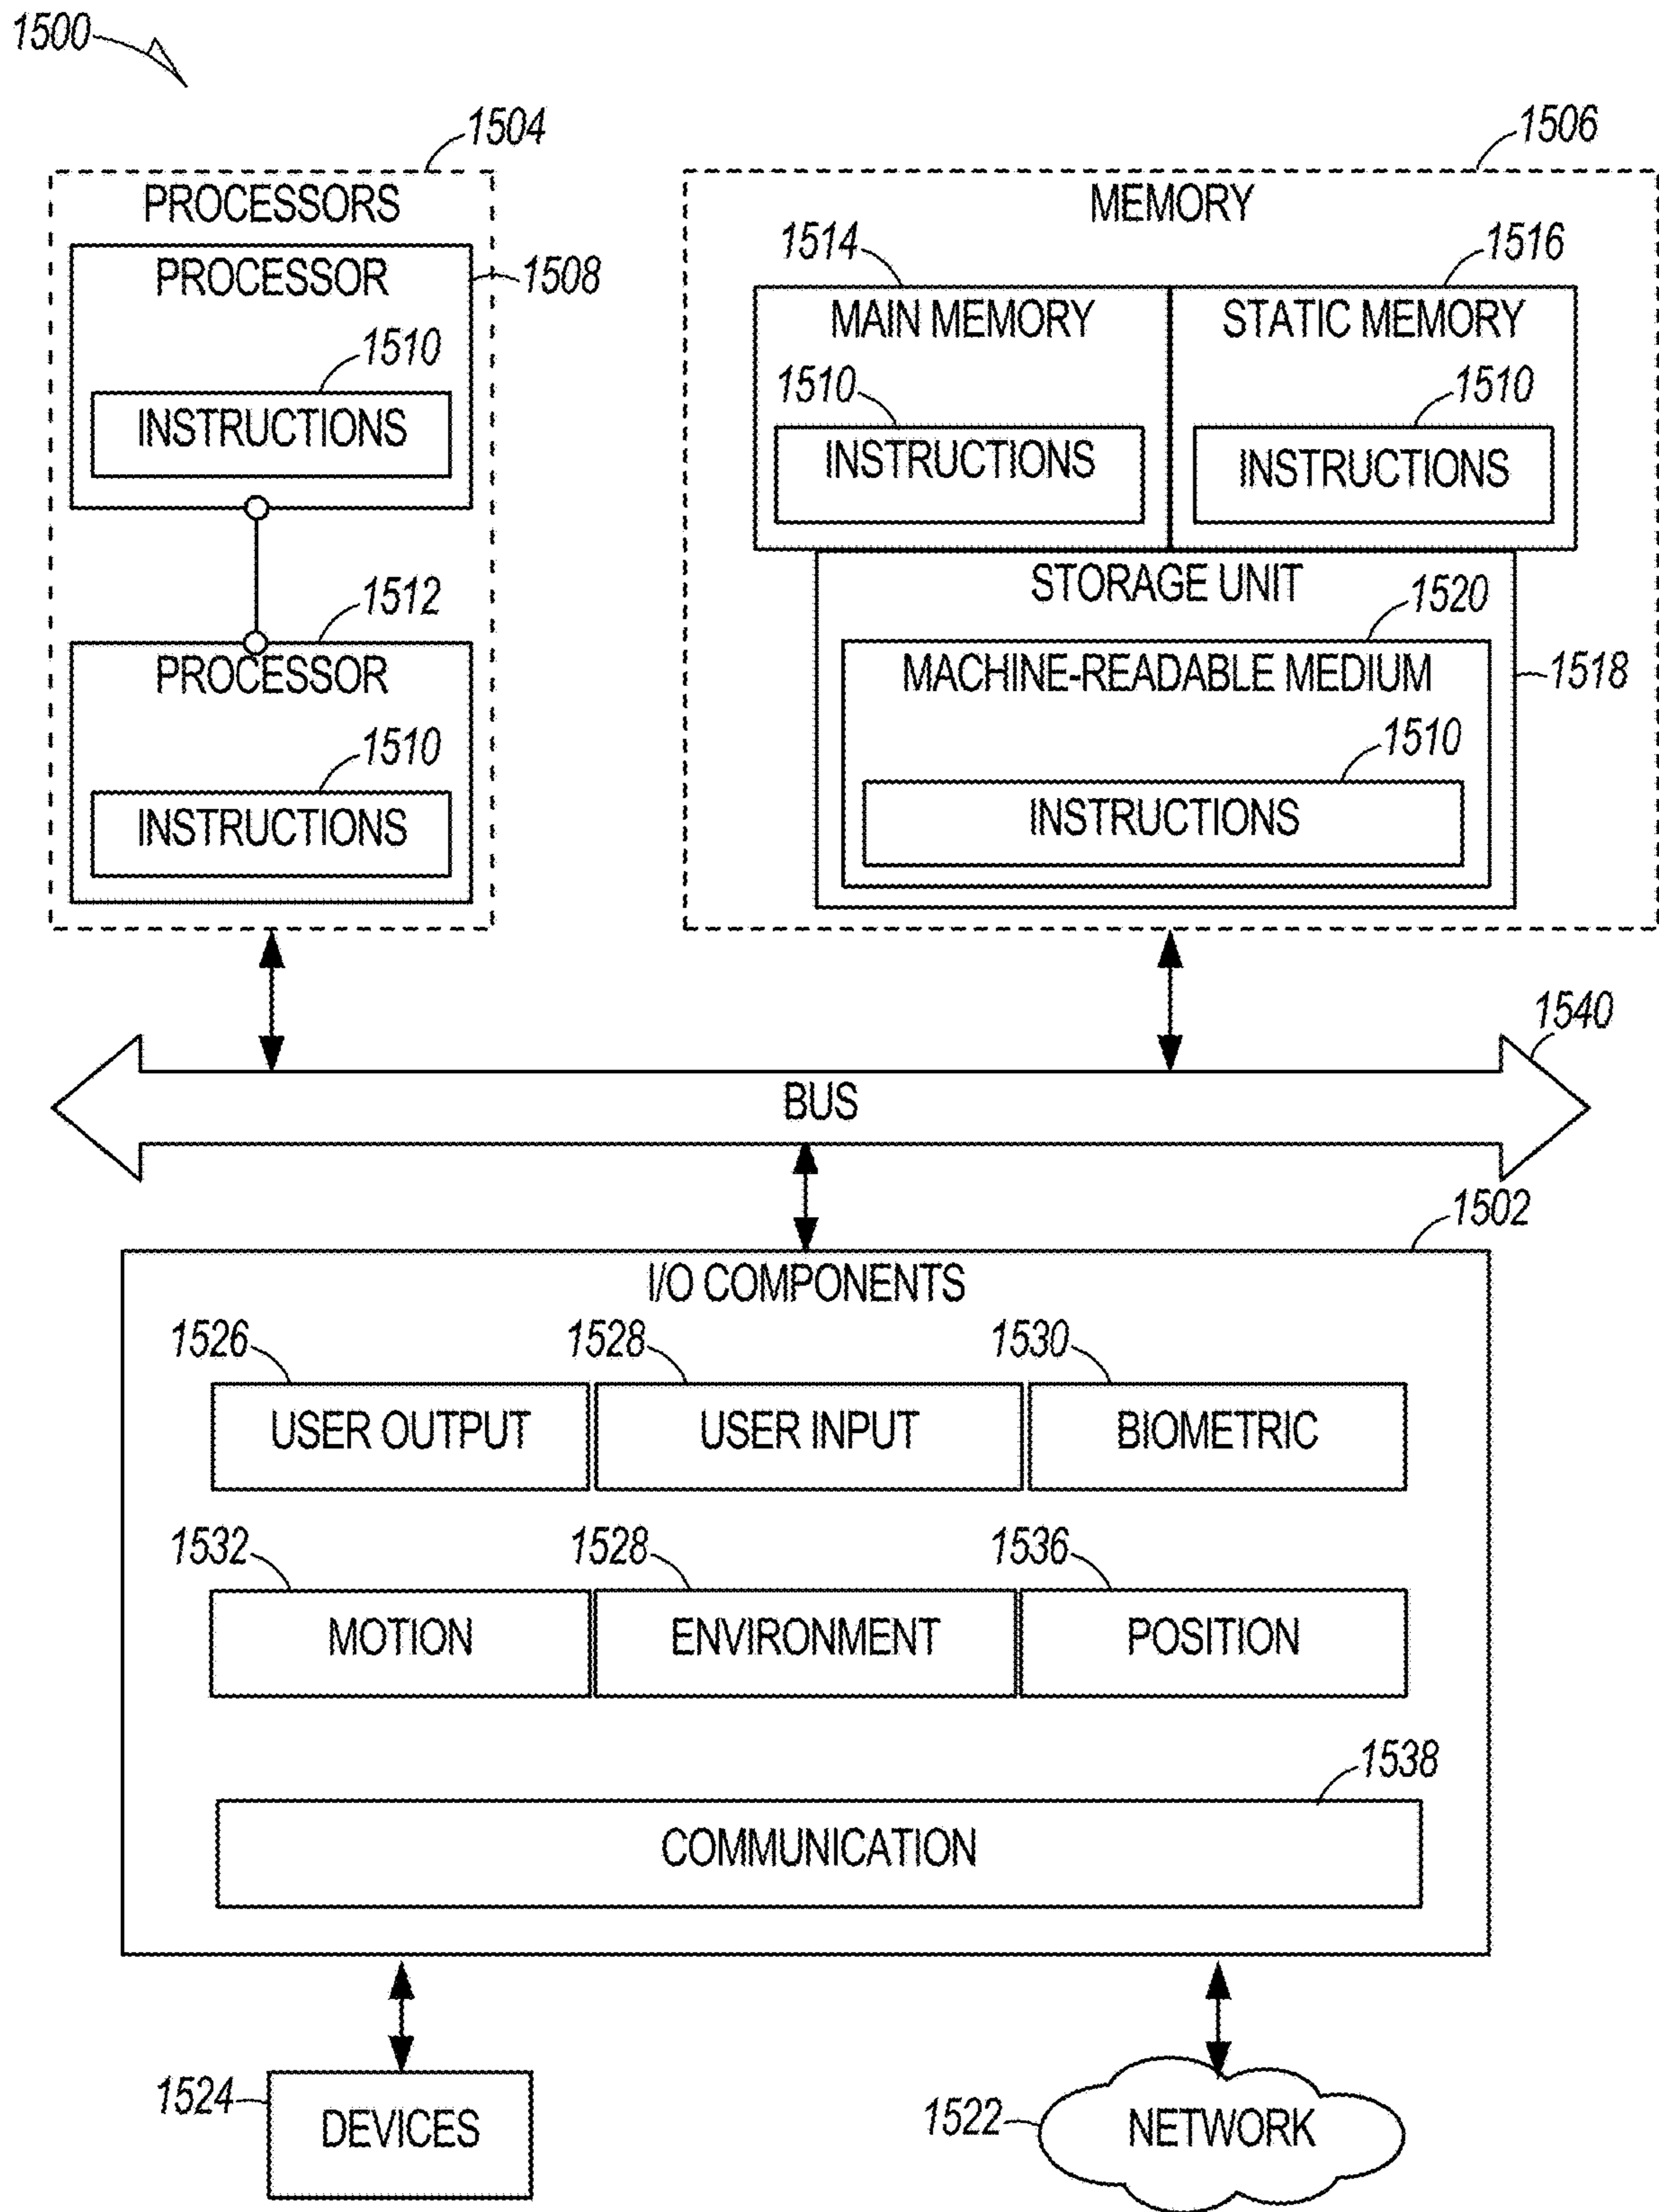 1500
1504
1506
PROCESSORS
MEMORY
PROCESSOR
1508
1514
1516
MAIN MEMORY
STATIC MEMORY
1510
INSTRUCTIONS
1510
INSTRUCTIONS
1510
INSTRUCTIONS
STORAGE UNIT
1512
1520
PROCESSOR
MACHINE-READABLE MEDIUM
1518
1510
INSTRUCTIONS
1510
INSTRUCTIONS
1540
BUS
1502
I/O COMPONENTS
1526
1528
1530
USER OUTPUT
USER INPUT
BIOMETRIC
1532
1528
1536
MOTION
ENVIRONMENT
POSITION
1538
COMMUNICATION
1524
DEVICES
1522
NETWORK